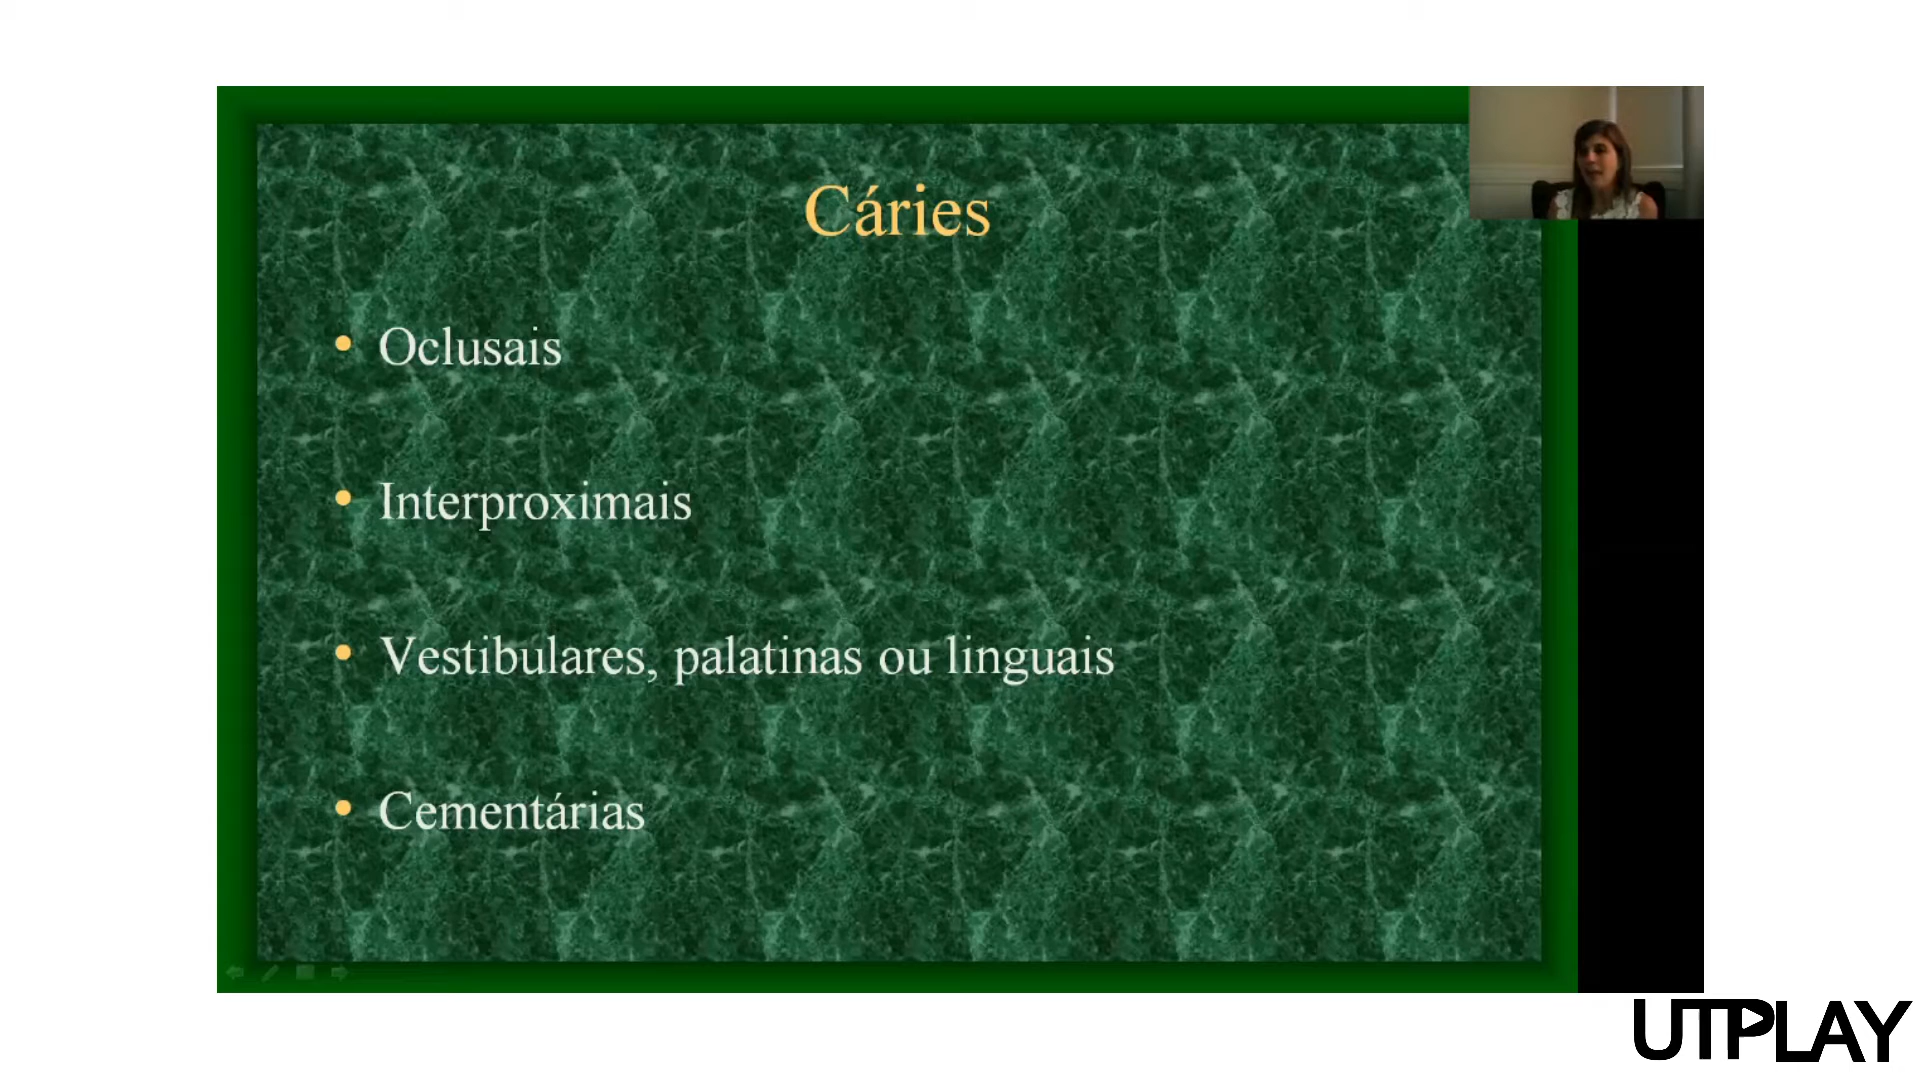 Cáries
• Oclusais
• Interproximais
• Vestibulares, palatinas ou linguais
• Cementárias
UTPLAY